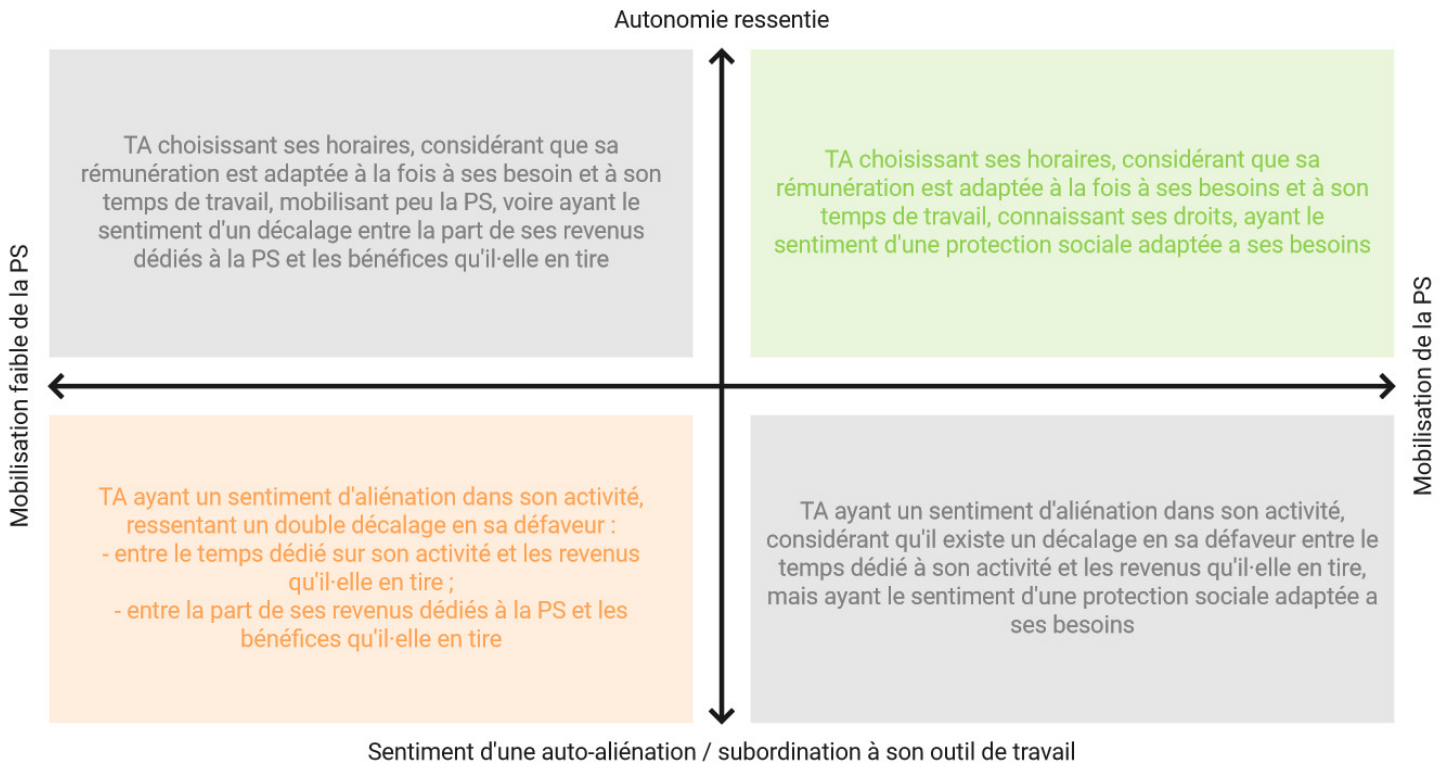 Autonomie ressentie
TA choisissant ses horaires, considérant que sa
rémunération est adaptée à la fois à ses besoin et à son
temps de travail, mobilisant peu la PS, voire ayant le
sentiment d'un décalage entre la part de ses revenus
dédiés à la PS et les bénéfices qu'il·elle en tire
TA choisissant ses horaires, considérant que sa
rémunération est adaptée à la fois à ses besoins et à son
temps de travail, connaissant ses droits, ayant le
sentiment d'une protection sociale adaptée a ses besoins
Mobilisation faible de la PS
Mobilisation de la PS
TA ayant un sentiment d'aliénation dans son activité,
ressentant un double décalage en sa défaveur :
- entre le temps dédié sur son activité et les revenus
qu'il·elle en tire ;
- entre la part de ses revenus dédiés à la PS et les
bénéfices qu'il·elle en tire
TA ayant un sentiment d'aliénation dans son activité,
considérant qu'il existe un décalage en sa défaveur entre le
temps dédié à son activité et les revenus qu'il·elle en tire,
mais ayant le sentiment d'une protection sociale adaptée a
ses besoins
Sentiment d'une auto-aliénation / subordination à son outil de travail